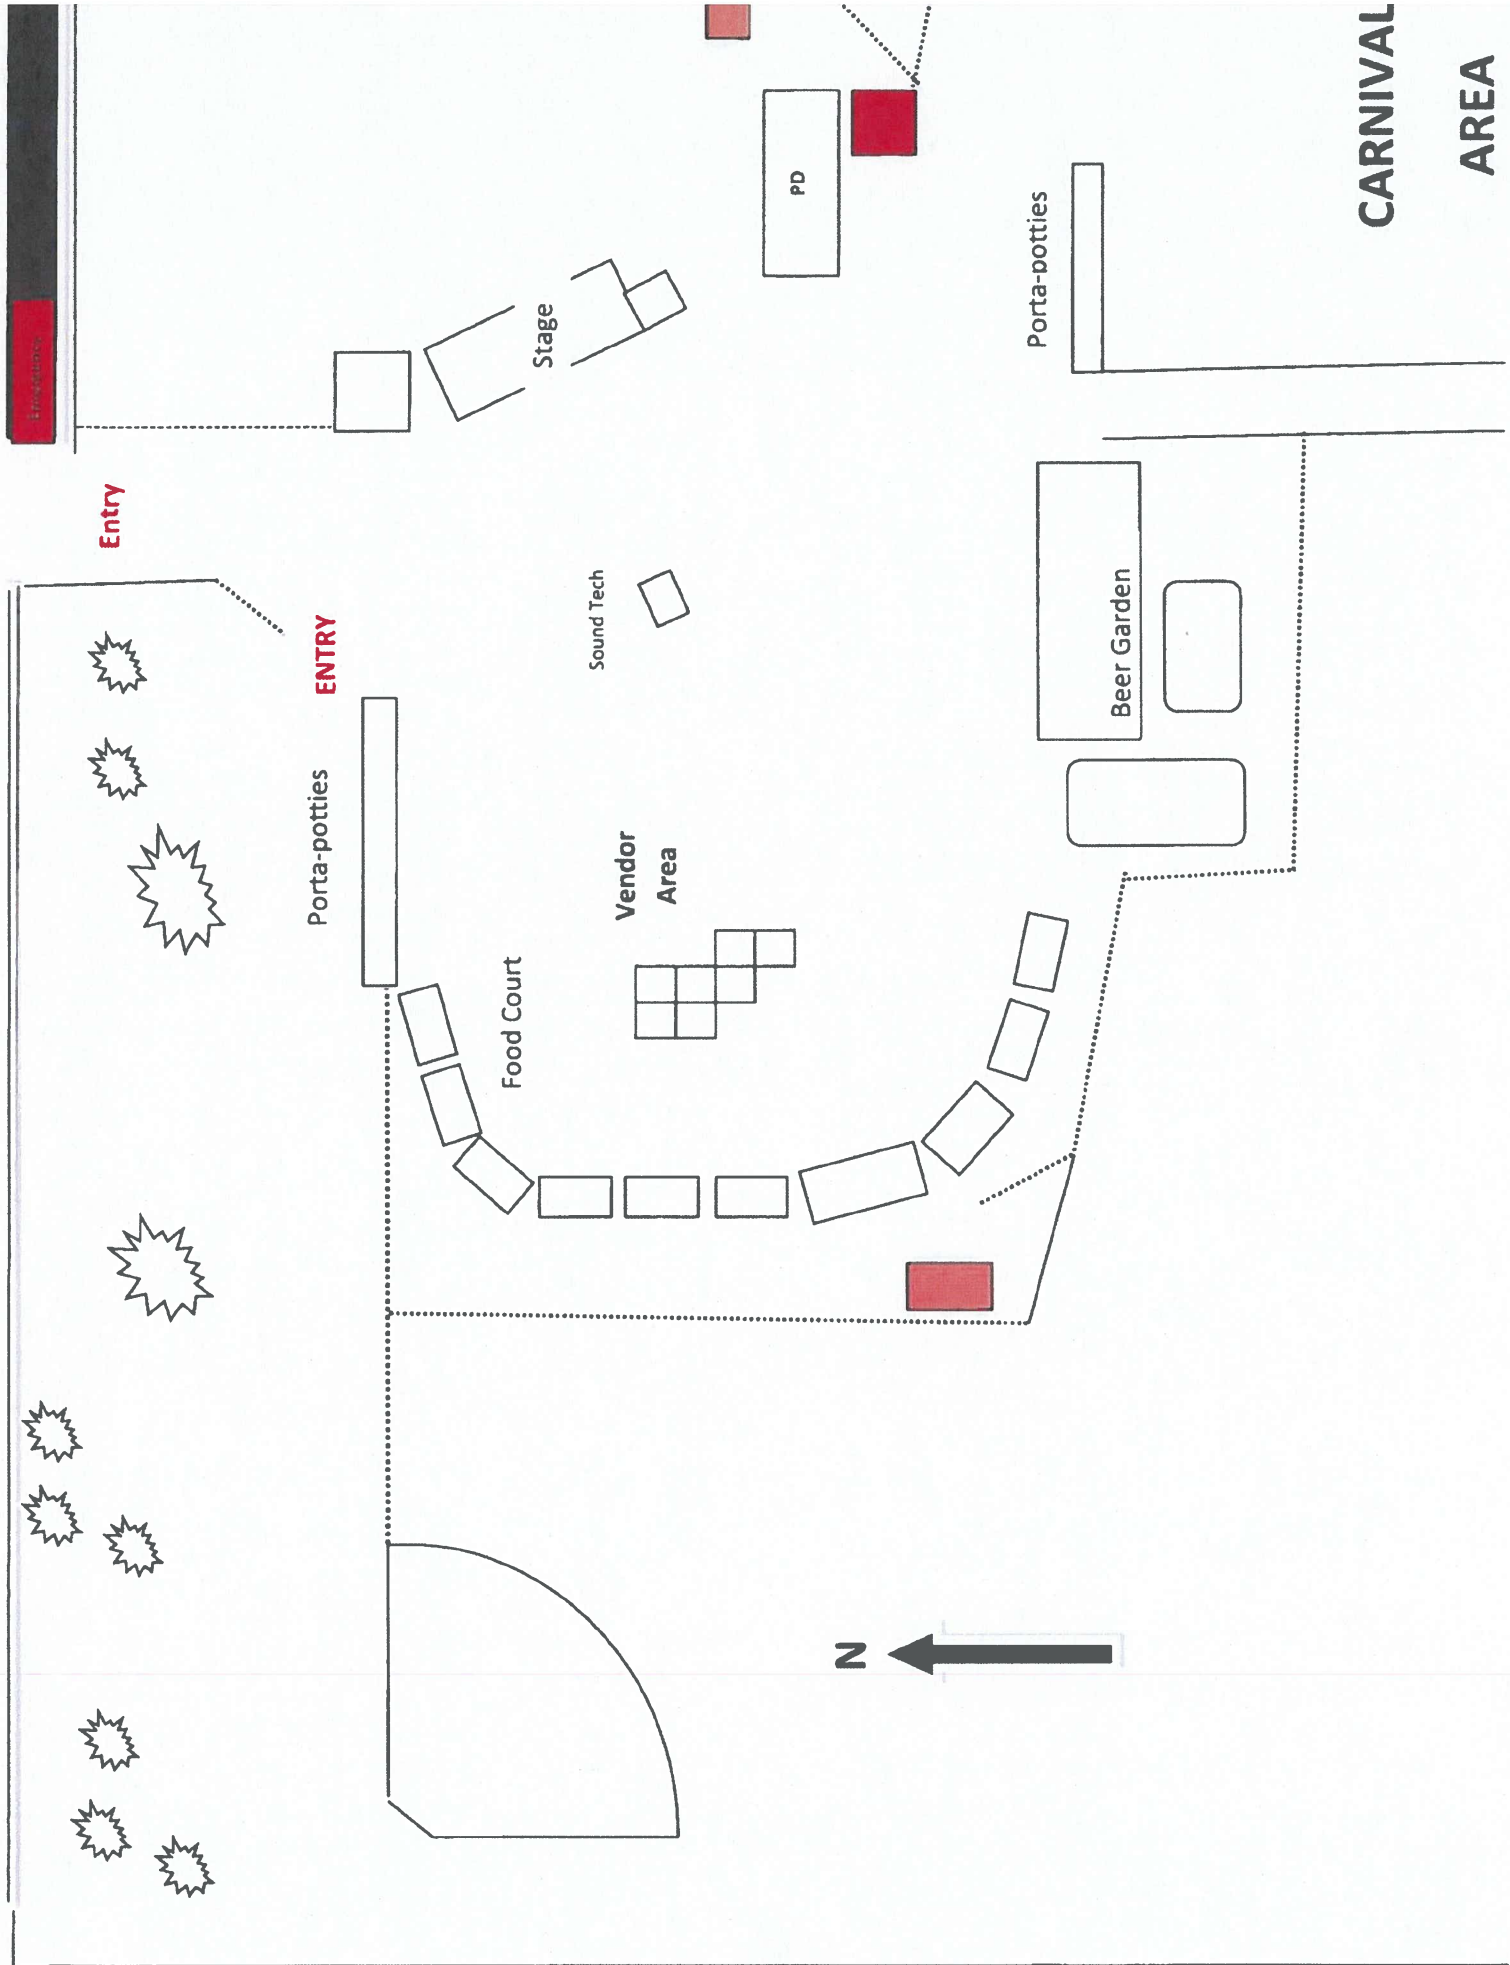 CARNIVAL
AREA
PD
Porta-potties
Stage
Entry
ENTRY
Sound Tech
Beer Garden
Porta-potties
Vendor
Area
Food Court
N